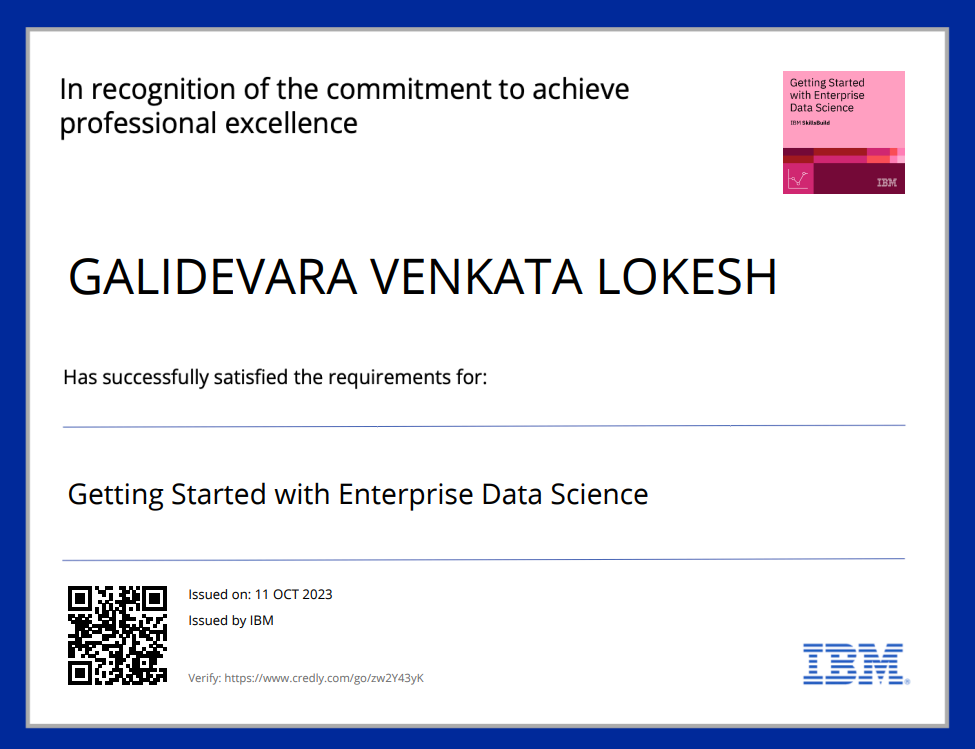 In recognition of the commitment to achieve
professional excellence
Getting Started
with Enterprise
Data Science
IBM SkillsBuild
IBM
GALIDEVARA VENKATA LOKESH
Has successfully satisfied the requirements for:
Getting Started with Enterprise Data Science
Issued on: 11 OCT 2023
Issued by IBM
Verify: https://www.credly.com/go/zw2Y43yK
IBM®